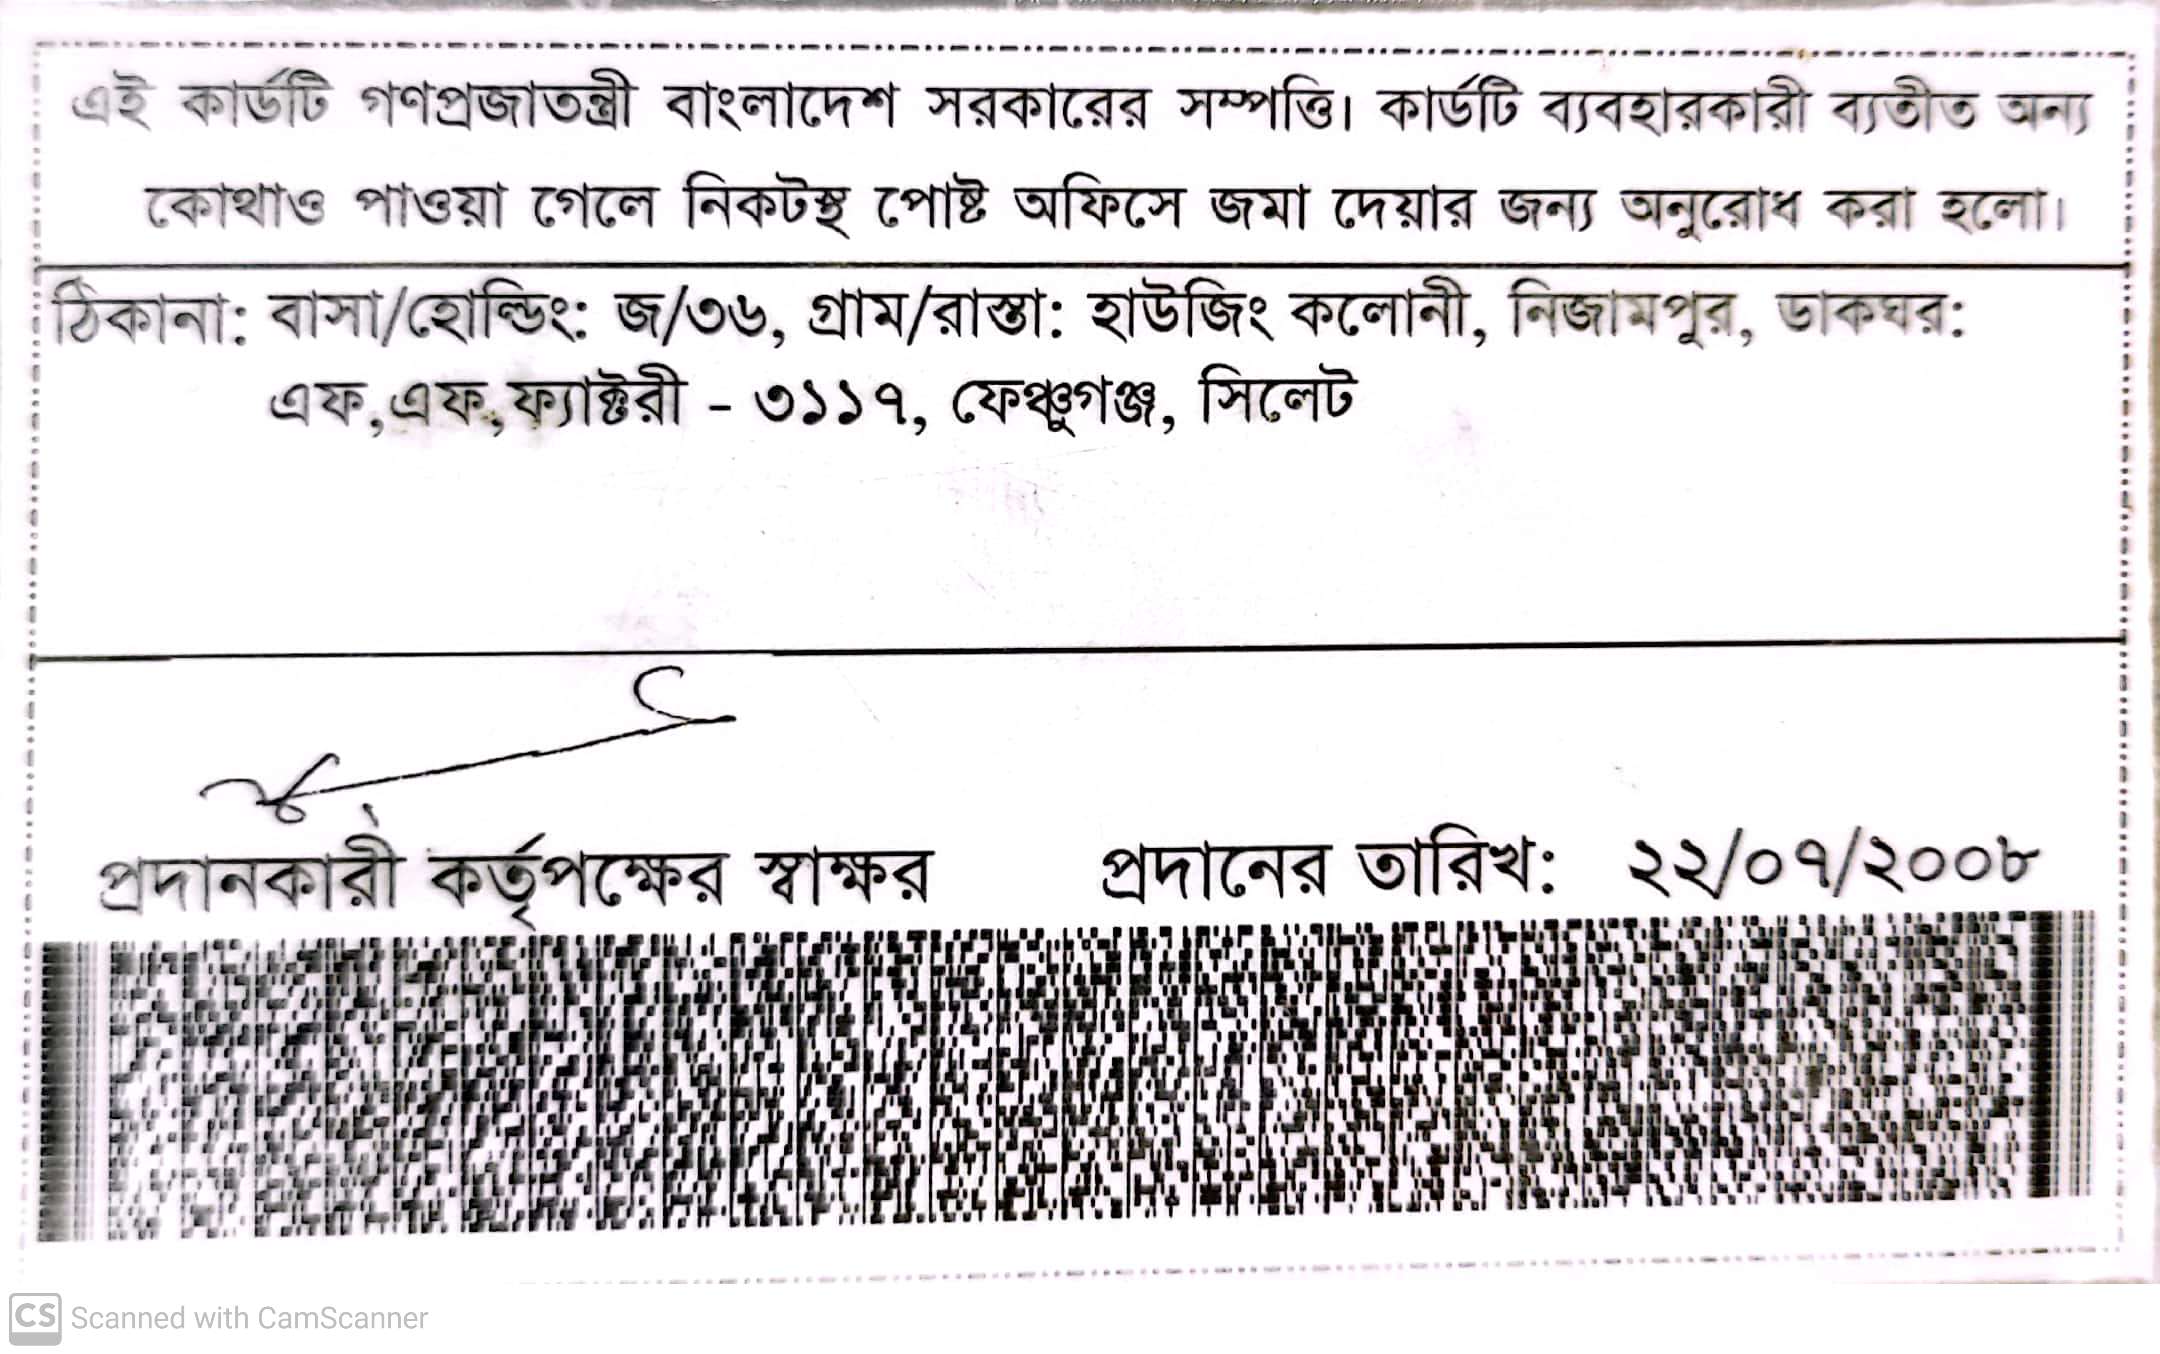 এই কার্ডটি গণপ্রজাতন্ত্রী বাংলাদেশ সরকারের সম্পত্তি। কার্ডটি ব্যবহারকারী ব্যতীত অন্য
কোথাও পাওয়া গেলে নিকটস্থ পোষ্ট অফিসে জমা দেয়ার জন্য অনুরোধ করা হলো।
ঠিকানা: বাসা/হোল্ডিং: জ/৩৬, গ্রাম/রাস্তা: হাউজিং কলোনী, নিজামপুর, ডাকঘর:
এফ,এফ,ফ্যাক্টরী - ৩১১৭, ফেঞ্চুগঞ্জ, সিলেট
প্রদানকারী কর্তৃপক্ষের স্বাক্ষর প্রদানের তারিখ: ২২/০৭/২০০৮
CS Scanned with CamScanner